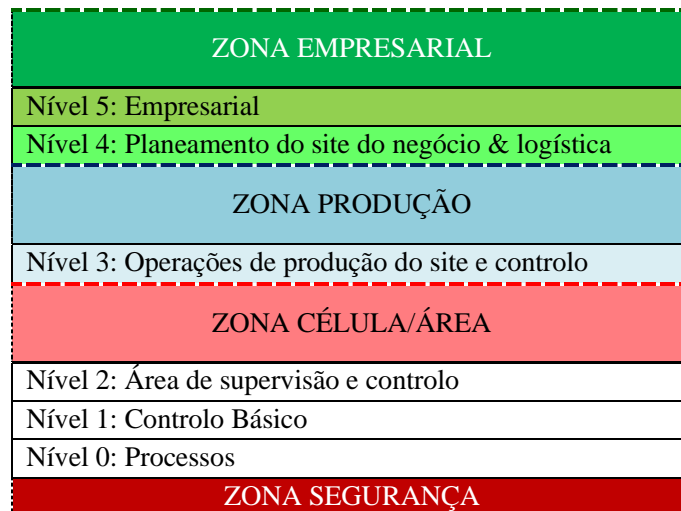 ZONA EMPRESARIAL
Nível 5: Empresarial
Nível 4: Planeamento do site do negócio & logística
ZONA PRODUÇÃO
Nível 3: Operações de produção do site e controlo
ZONA CÉLULA/ÁREA
Nível 2: Área de supervisão e controlo
Nível 1: Controlo Básico
Nível 0: Processos
ZONA SEGURANÇA